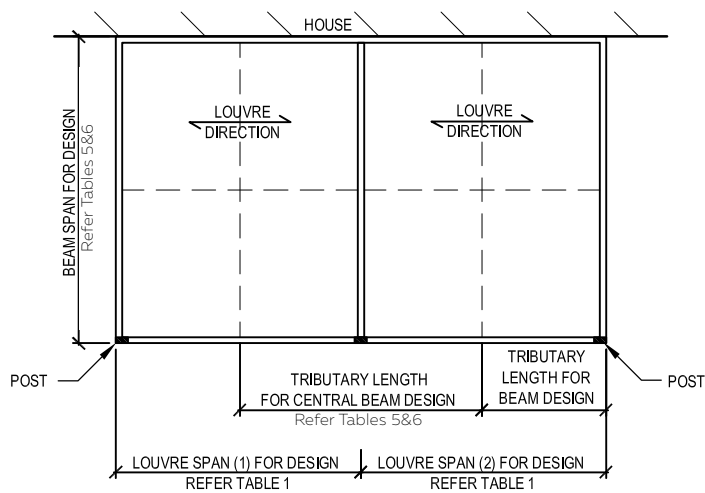 HOUSE
BEAM SPAN FOR DESIGN
Refer Tables 5&6
LOUVRE
DIRECTION
LOUVRE
DIRECTION
POST
TRIBUTARY LENGTH
FOR CENTRAL BEAM DESIGN
Refer Tables 5&6
TRIBUTARY
LENGTH FOR
BEAM DESIGN
POST
LOUVRE SPAN (1) FOR DESIGN
REFER TABLE 1
LOUVRE SPAN (2) FOR DESIGN
REFER TABLE 1